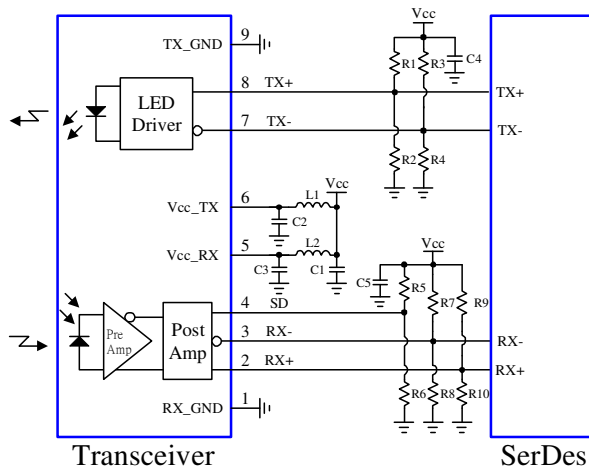 Vcc
9
TX_GND
R1
R3
C4
LED
Driver
8
TX+
TX+
7
TX-
TX-
R2
R4
6
Vcc_TX
L1
Vcc
C2
5
Vcc_RX
L2
C3
C1
Vcc
C5
R5
R7
R9
4
SD
Pre
Amp
Post
Amp
3
RX-
RX-
2
RX+
RX+
R6
R8
R10
1
RX_GND
Transceiver
SerDes